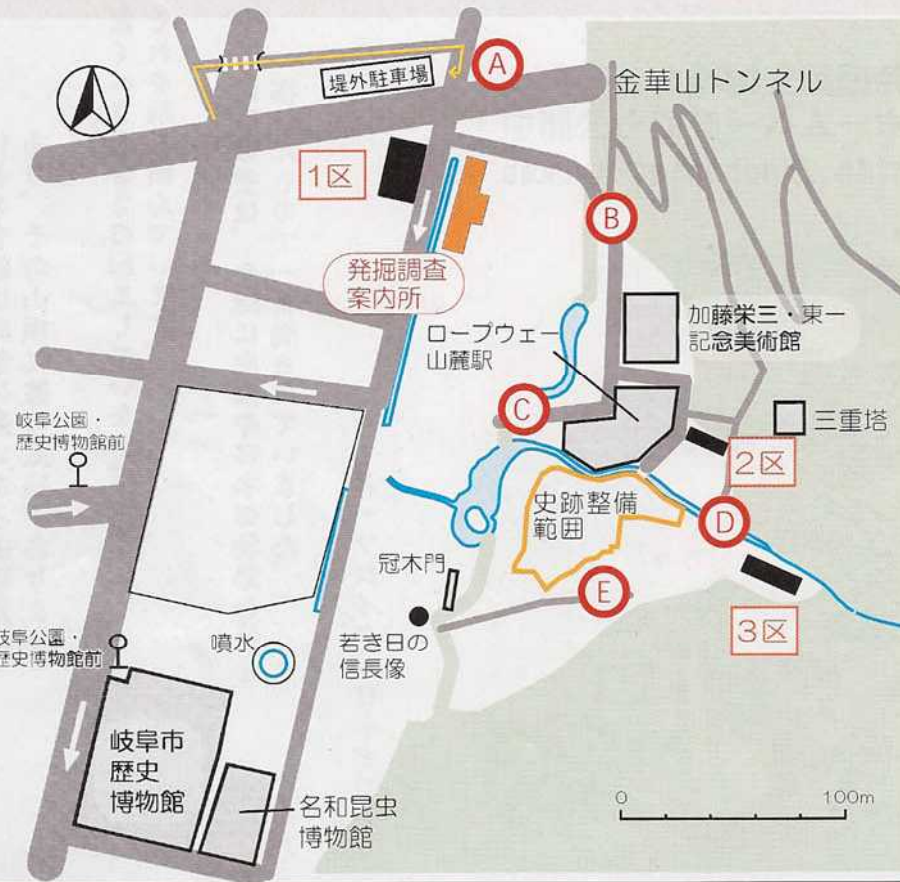 A
堤外駐車場
金華山トンネル
1区
B
発掘調査
案内所
ロープウェー
山麓駅
加藤栄三・東一
記念美術館
C
三重塔
岐阜公園・
歴史博物館前
2区
史跡整備
範囲
D
冠木門
E
3区
岐阜公園・
歴史博物館前
噴水
若き日の
信長像
岐阜市
歴史
博物館
名和昆虫
博物館
0
100m